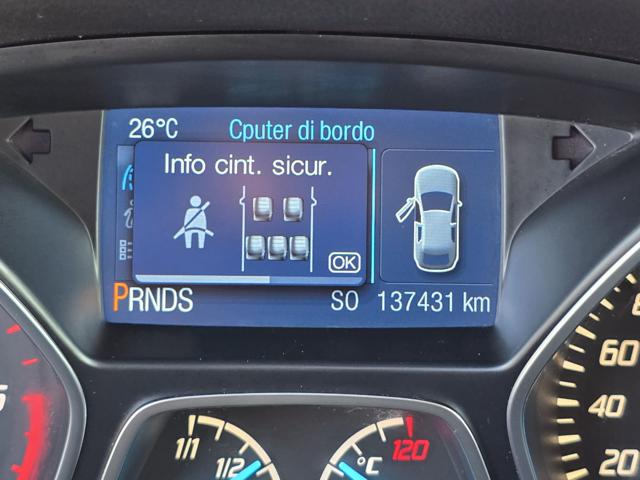 26°C Cputer di bordo
Info cint. sicur.
OK
PRNDS SO 137431 km
1/1
1/2
°C
120
60
40
20